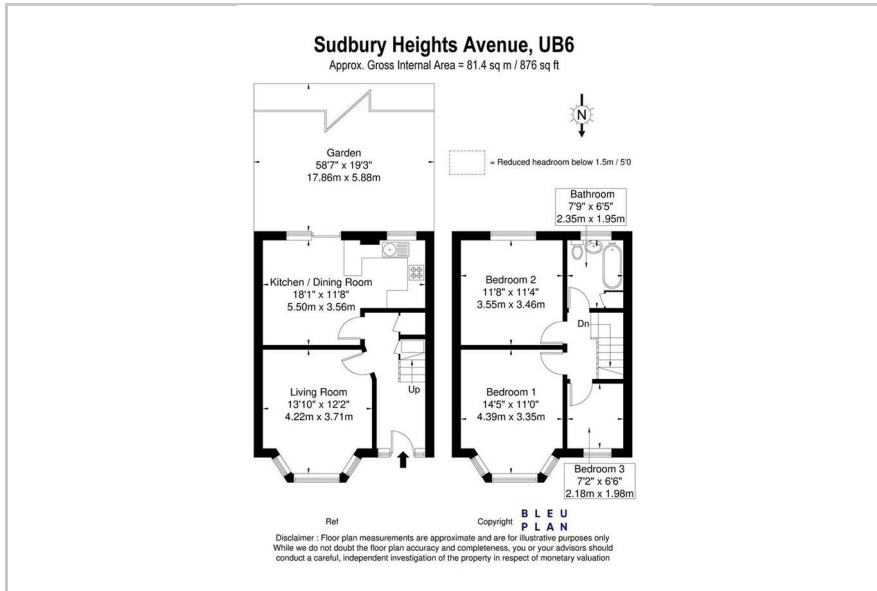 Sudbury Heights Avenue, UB6
Approx. Gross Internal Area = 81.4 sq m / 876 sq ft
N
Garden
58'7" x 19'3"
17.86m x 5.88m
= Reduced headroom below 1.5m / 5'0
Bathroom
7'9" x 6'5"
2.35m x 1.95m
Kitchen / Dining Room
18'1" x 11'8"
5.50m x 3.56m
Bedroom 2
11'8" x 11'4"
3.55m x 3.46m
Dn
Living Room
13'10" x 12'2"
4.22m x 3.71m
Up
Bedroom 1
14'5" x 11'0"
4.39m x 3.35m
Bedroom 3
7'2" x 6'6"
2.18m x 1.98m
Ref
Copyright
BLEU
PLAN
Disclaimer : Floor plan measurements are approximate and are for illustrative purposes only
While we do not doubt the floor plan accuracy and completeness, you or your advisors should
conduct a careful, independent investigation of the property in respect of monetary valuation